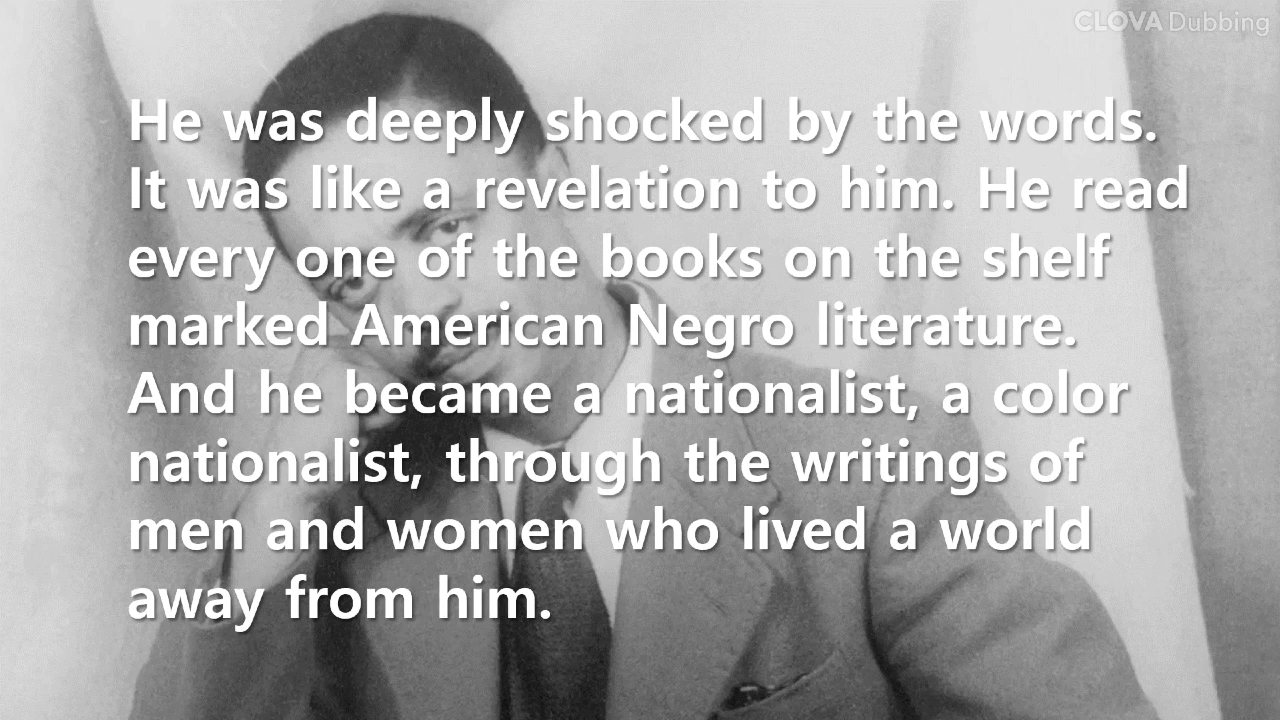 CLOVA Dubbing
He was deeply shocked by the words.
It was like a revelation to him. He read
every one of the books on the shelf
marked American Negro literature.
And he became a nationalist, a color
nationalist, through the writings of
men and women who lived a world
away from him.